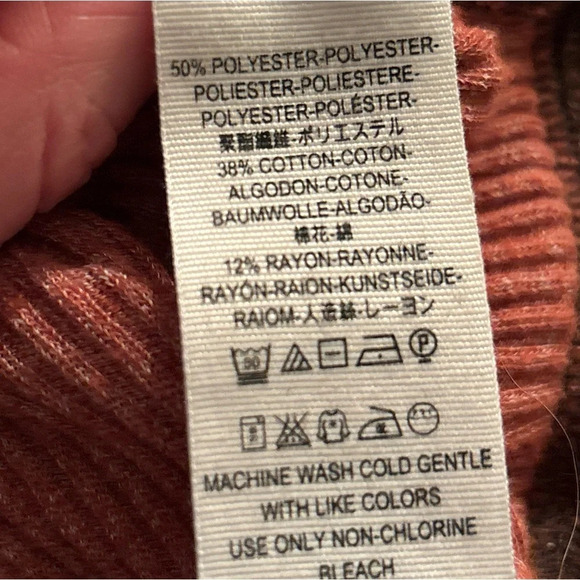 50% POLYESTER-POLYESTER-
POLIESTER-POLIESTERE-
POLYESTER-POLÉSTER-
聚酯纖維-ポリエステル
38% COTTON-COTON-
ALGODON-COTONE-
BAUMWOLLE-ALGODÃO-
棉花-綿
12% RAYON-RAYONNE-
RAYÓN-RAION-KUNSTSEIDE-
RAIOM-人造絲-レーヨン
30
P
MACHINE WASH COLD GENTLE
WITH LIKE COLORS
USE ONLY NON-CHLORINE
BLEACH